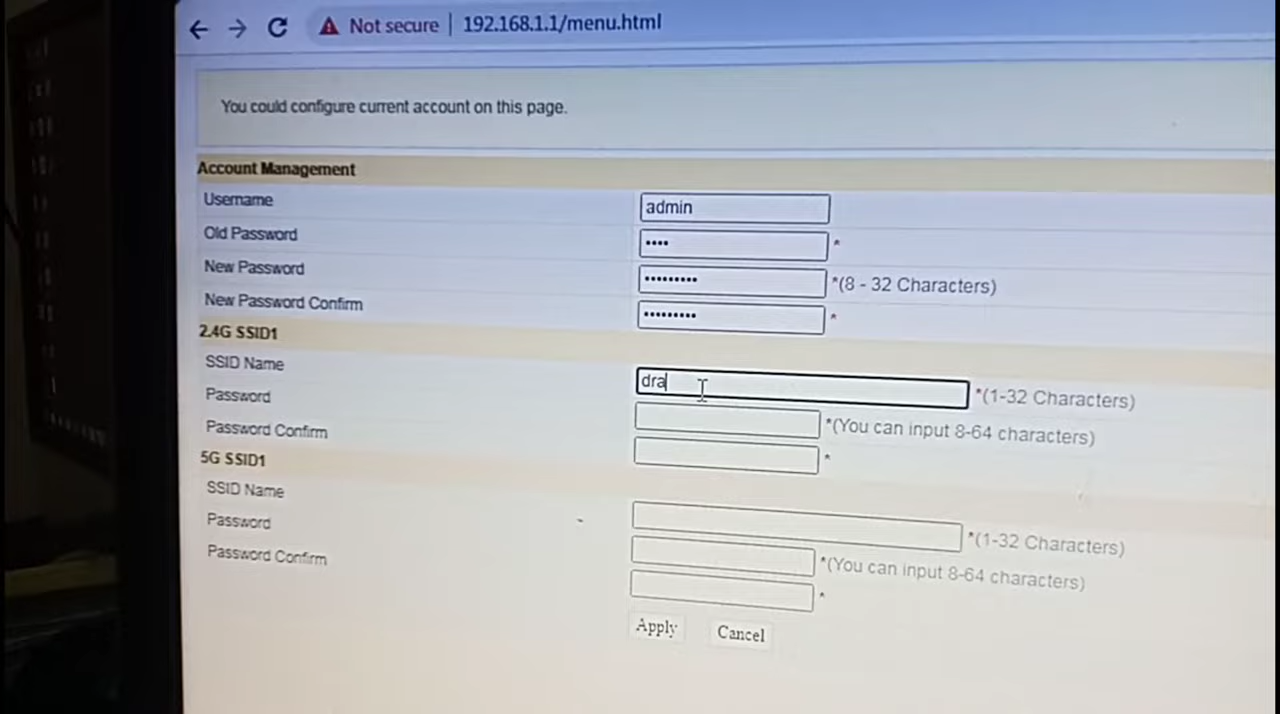 Not secure | 192.168.1.1/menu.html
You could configure current account on this page.
Account Management
Username admin
Old Password •••• *
New Password ••••••••• *(8 - 32 Characters)
New Password Confirm ••••••••• *
2.4G SSID1
SSID Name dra *(1-32 Characters)
Password *(You can input 8-64 characters)
Password Confirm *
5G SSID1
SSID Name *(1-32 Characters)
Password *(You can input 8-64 characters)
Password Confirm *
Apply Cancel